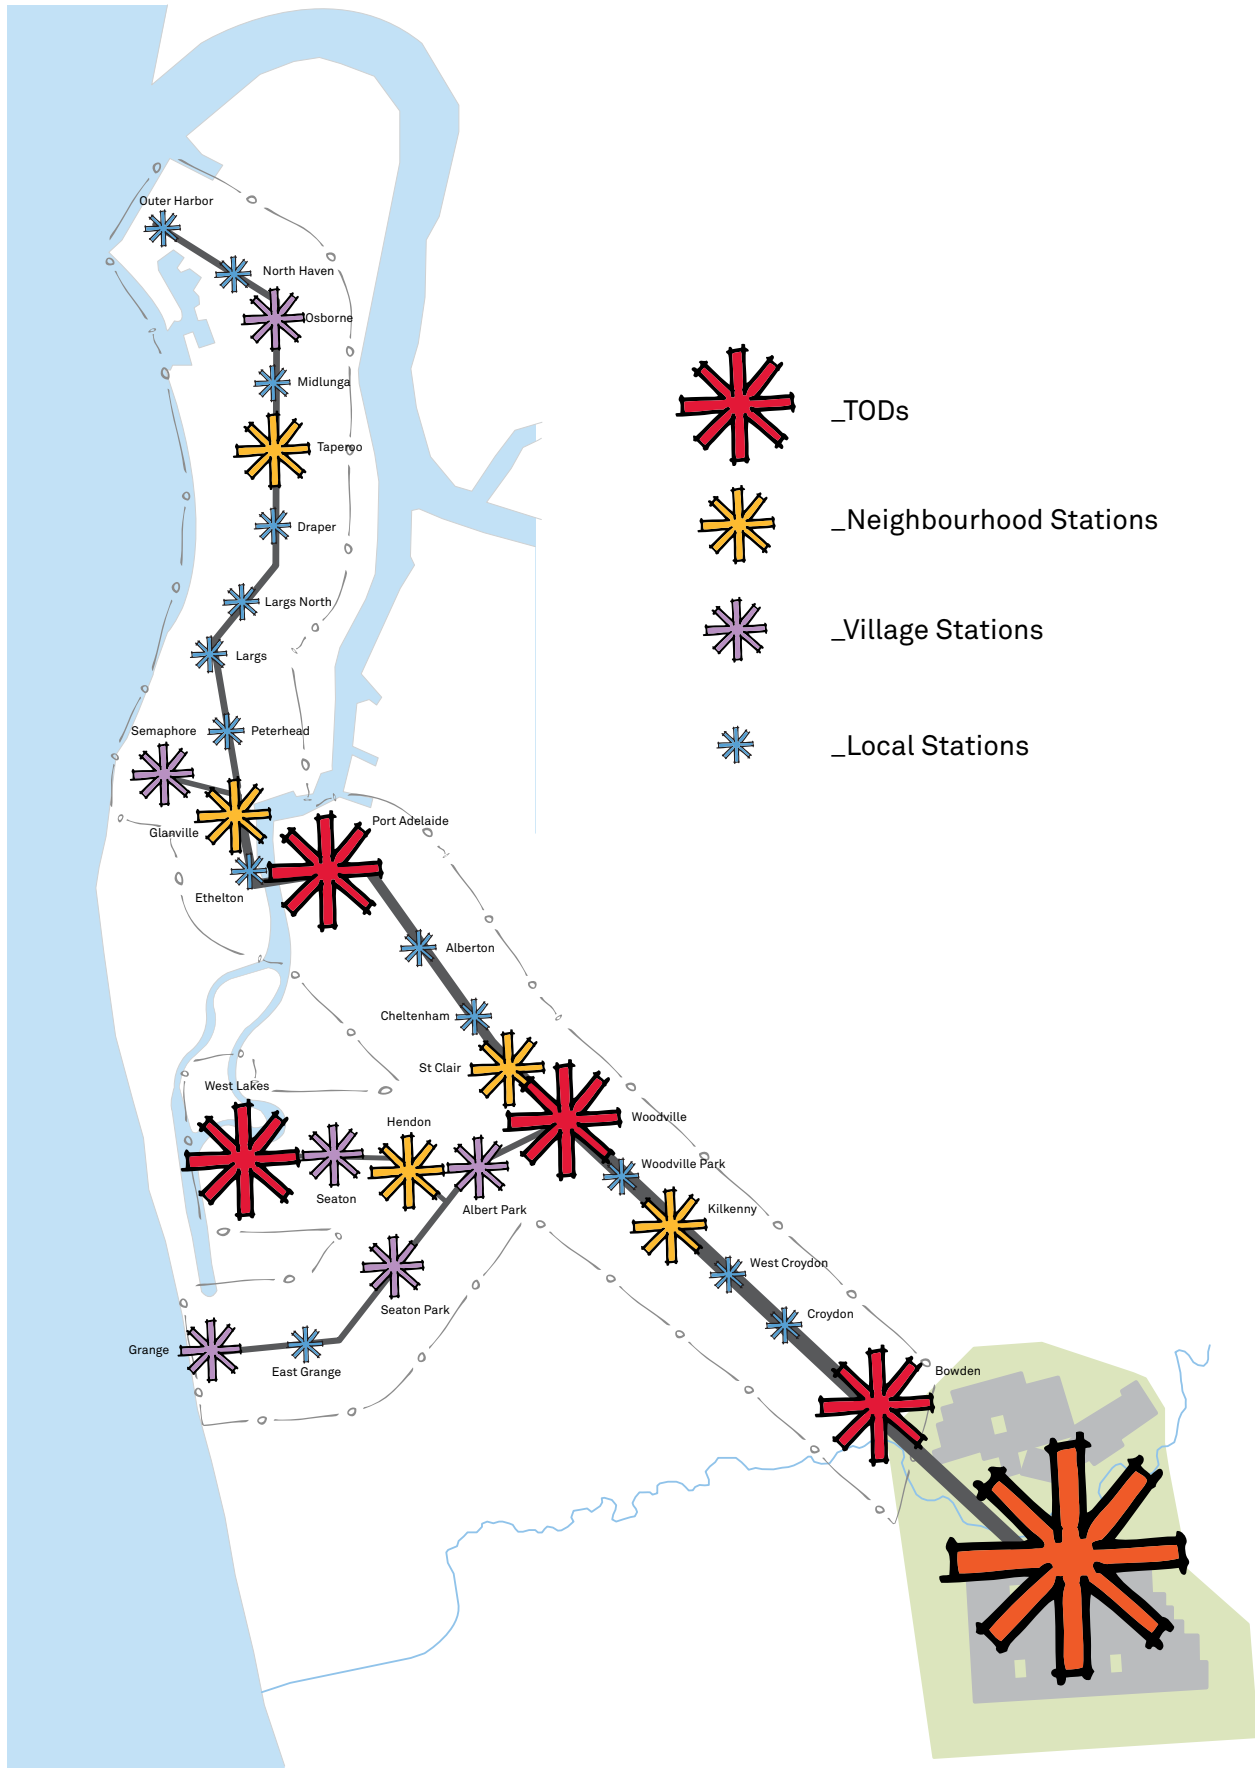 Outer Harbor
North Haven
Osborne
Midlunga
_TODs
Taperoo
_Neighbourhood Stations
Draper
Largs North
_Village Stations
Largs
Semaphore
Peterhead
_Local Stations
Glanville
Port Adelaide
Ethelton
Alberton
Cheltenham
St Clair
West Lakes
Hendon
Woodville
Woodville Park
Seaton
Albert Park
Kilkenny
West Croydon
Seaton Park
Croydon
Grange
East Grange
Bowden